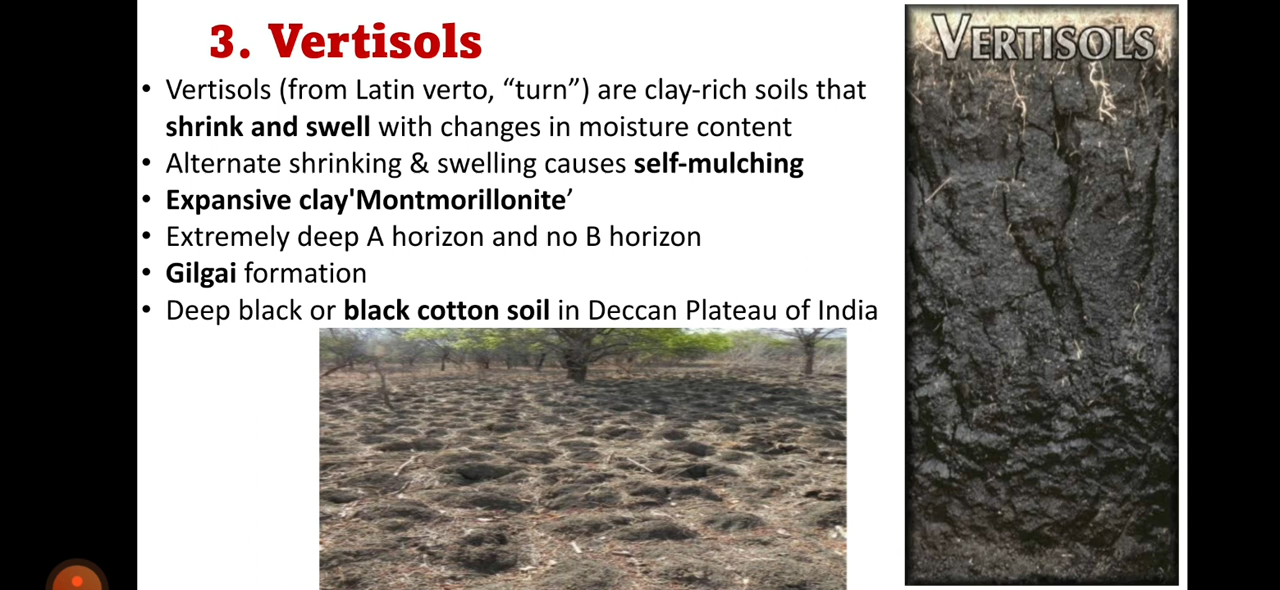 3. Vertisols
• Vertisols (from Latin verto, “turn”) are clay-rich soils that
shrink and swell with changes in moisture content
• Alternate shrinking & swelling causes self-mulching
• Expansive clay'Montmorillonite’
• Extremely deep A horizon and no B horizon
• Gilgai formation
• Deep black or black cotton soil in Deccan Plateau of India
VERTISOLS